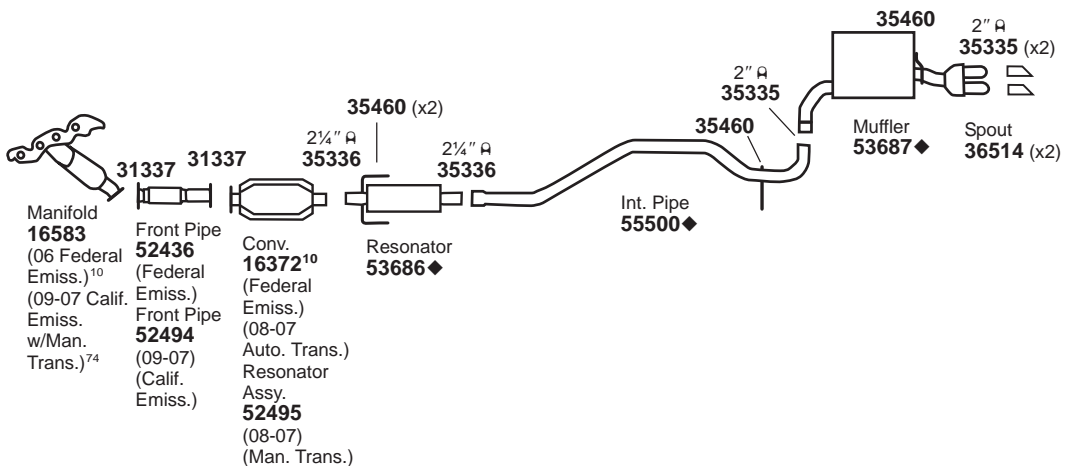 35460
2″
35335 (x2)
2″
35335
35460 (x2)
35460
2¼″
35336
2¼″
35336
31337
31337
Muffler
53687◆
Spout
36514 (x2)
Int. Pipe
55500◆
Resonator
53686◆
Manifold
16583
(06 Federal
Emiss.)¹⁰
(09-07 Calif.
Emiss.
w/Man.
Trans.)⁷⁴
Front Pipe
52436
(Federal
Emiss.)
Front Pipe
52494
(09-07)
(Calif.
Emiss.)
Conv.
16372¹⁰
(Federal
Emiss.)
(08-07
Auto. Trans.)
Resonator
Assy.
52495
(08-07)
(Man. Trans.)